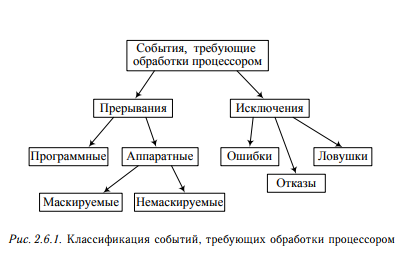 События, требующие
обработки процессором
Прерывания
Исключения
Программные
Аппаратные
Ошибки
Ловушки
Отказы
Маскируемые
Немаскируемые
Рис. 2.6.1. Классификация событий, требующих обработки процессором